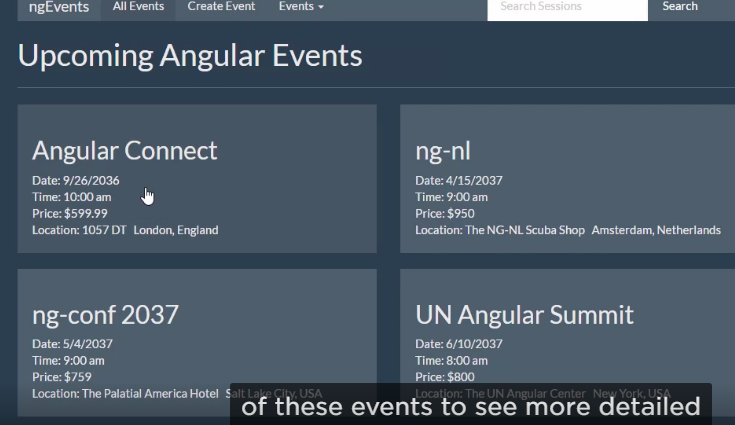 ngEvents All Events Create Event Events Search Sessions Search
Upcoming Angular Events
Angular Connect
Date: 9/26/2036
Time: 10:00 am
Price: $599.99
Location: 1057 DT London, England
ng-nl
Date: 4/15/2037
Time: 9:00 am
Price: $950
Location: The NG-NL Scuba Shop Amsterdam, Netherlands
ng-conf 2037
Date: 5/4/2037
Time: 9:00 am
Price: $759
Location: The Palatial America Hotel Salt Lake City, USA
UN Angular Summit
Date: 6/10/2037
Time: 8:00 am
Price: $800
Location: The UN Angular Center New York, USA
of these events to see more detailed